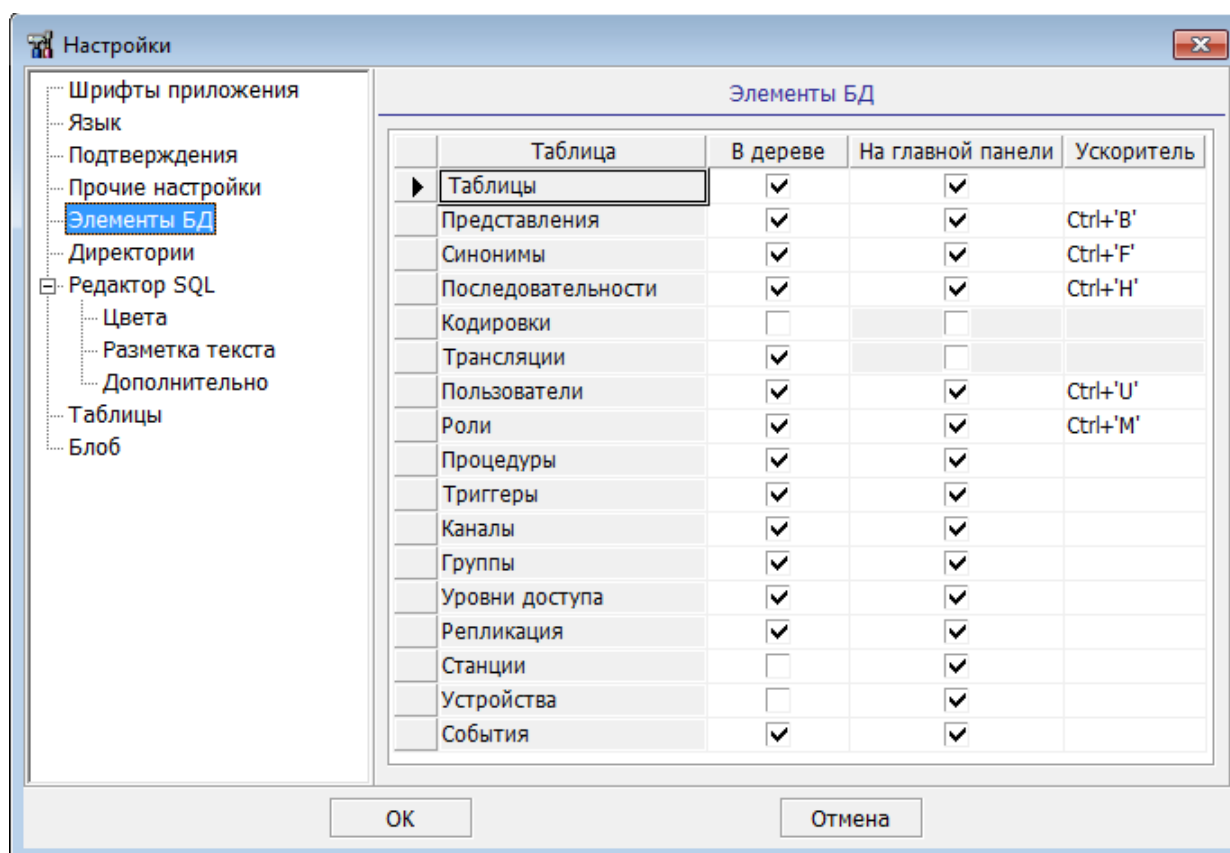 Настройки
Шрифты приложения
Язык
Подтверждения
Прочие настройки
Элементы БД
Директории
Редактор SQL
Цвета
Разметка текста
Дополнительно
Таблицы
Блоб
Элементы БД
Таблица В дереве На главной панели Ускоритель
Таблицы
Представления Ctrl+'B'
Синонимы Ctrl+'F'
Последовательности Ctrl+'H'
Кодировки
Трансляции
Пользователи Ctrl+'U'
Роли Ctrl+'M'
Процедуры
Триггеры
Каналы
Группы
Уровни доступа
Репликация
Станции
Устройства
События
OK Отмена